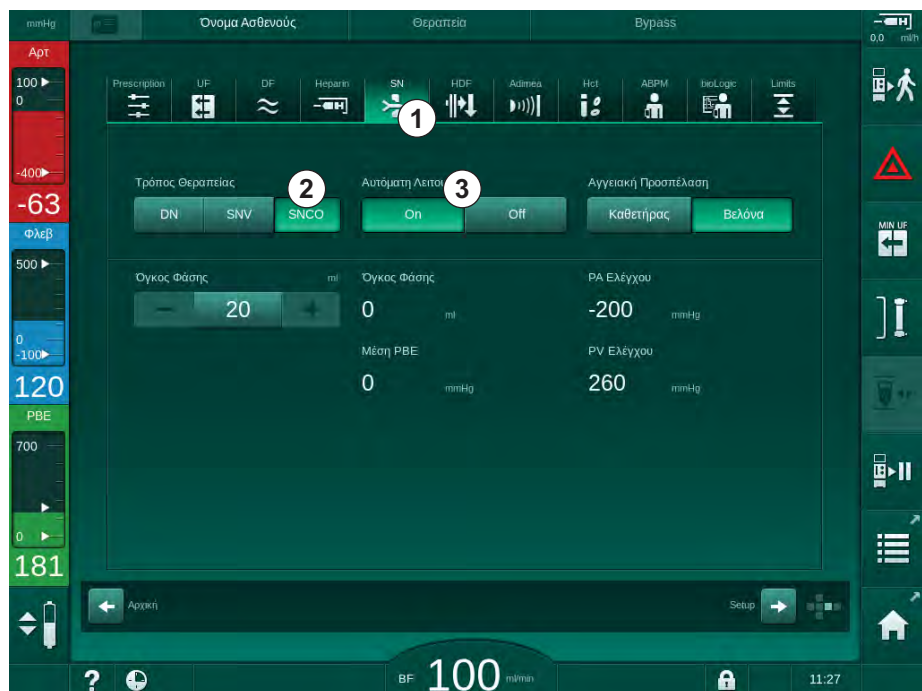 mmHg
Όνομα Ασθενούς
Θεραπεία
Bypass
0,0 ml/h
Αρτ
100
0
-400
-63
Φλεβ
500
0
-100
120
PBE
700
0
181
Prescription
UF
DF
Heparin
SN
HDF
Adimea
Hct
ABPM
bioLogic
Limits
1
Τρόπος Θεραπείας
2
Αυτόματη Λειτου
3
Αγγειακή Προσπέλαση
DN
SNV
SNCO
On
Off
Καθετήρας
Βελόνα
Όγκος Φάσης
ml
20
Όγκος Φάσης
0 ml
Μέση PBE
0 mmHg
PA Ελέγχου
-200 mmHg
PV Ελέγχου
260 mmHg
MIN UF
Αρχική
Setup
?
BF 100 ml/min
11:27